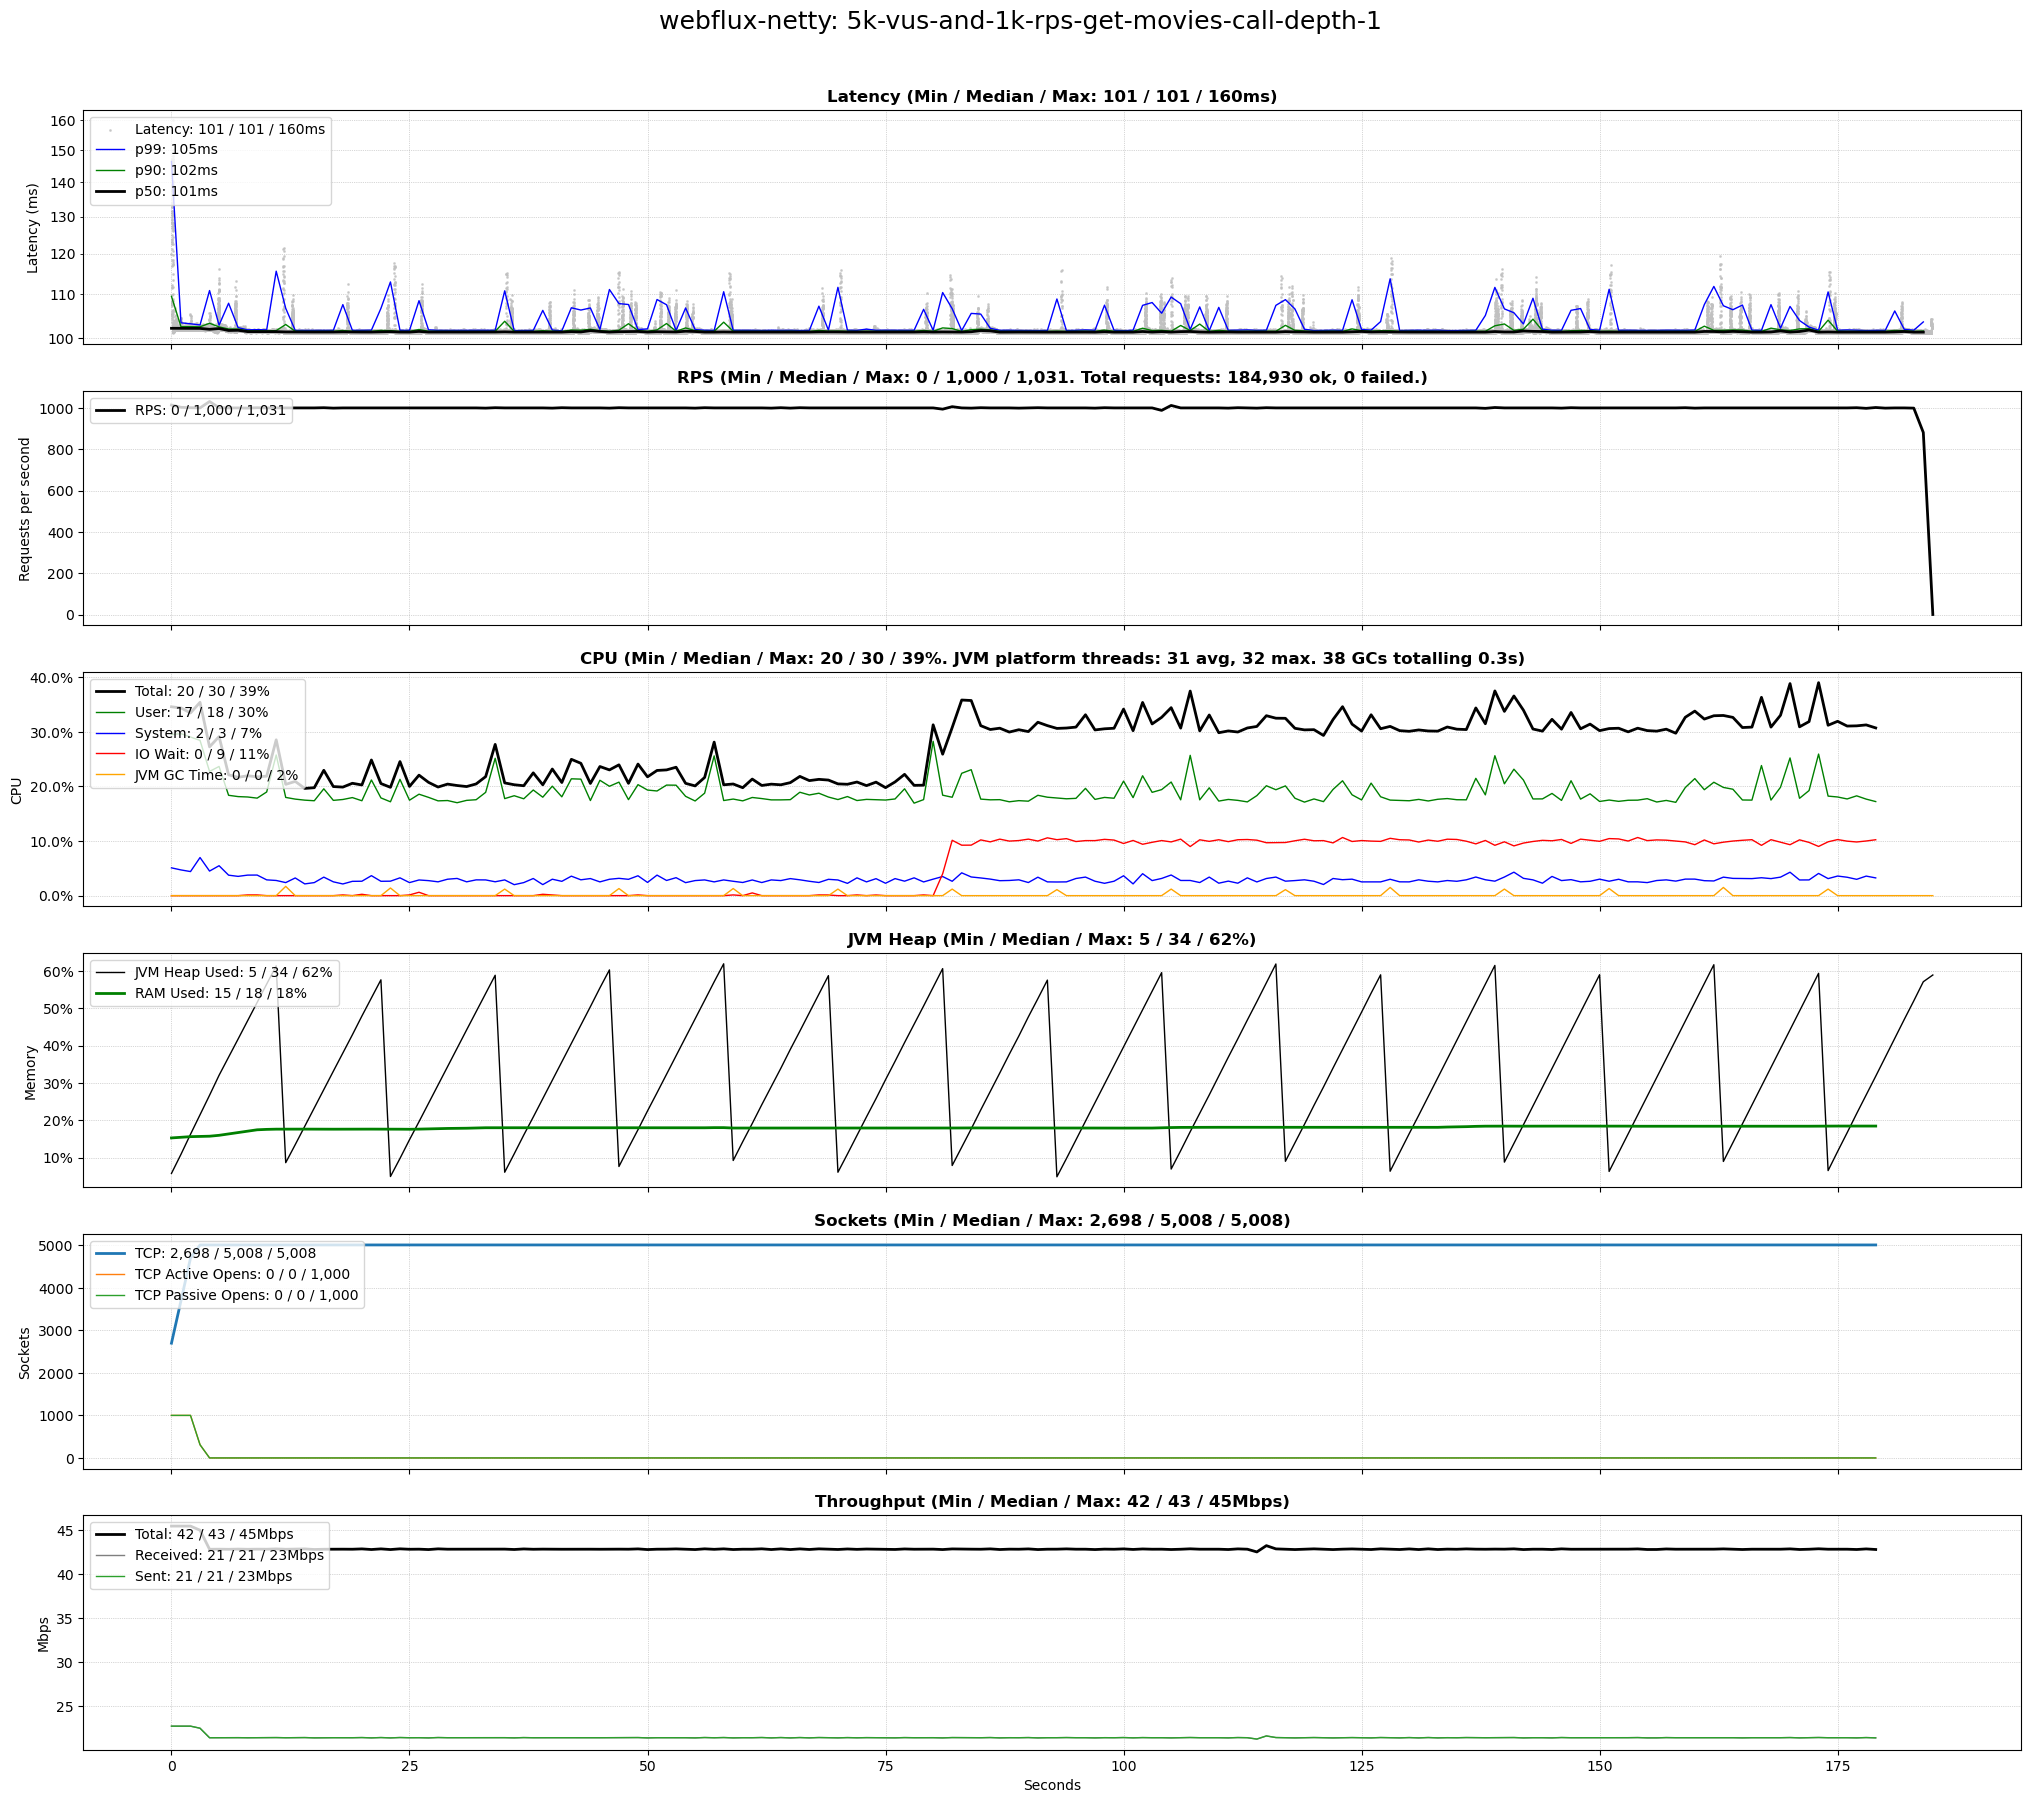 webflux-netty: 5k-vus-and-1k-rps-get-movies-call-depth-1
Latency (Min / Median / Max: 101 / 101 / 160ms)
Latency: 101 / 101 / 160ms
p99: 105ms
p90: 102ms
p50: 101ms
160
150
140
130
120
110
100
Latency (ms)
RPS (Min / Median / Max: 0 / 1,000 / 1,031. Total requests: 184,930 ok, 0 failed.)
RPS: 0 / 1,000 / 1,031
1000
800
600
400
200
0
Requests per second
CPU (Min / Median / Max: 20 / 30 / 39%. JVM platform threads: 31 avg, 32 max. 38 GCs totalling 0.3s)
Total: 20 / 30 / 39%
User: 17 / 18 / 30%
System: 2 / 3 / 7%
IO Wait: 0 / 9 / 11%
JVM GC Time: 0 / 0 / 2%
40.0%
30.0%
20.0%
10.0%
0.0%
CPU
JVM Heap (Min / Median / Max: 5 / 34 / 62%)
JVM Heap Used: 5 / 34 / 62%
RAM Used: 15 / 18 / 18%
60%
50%
40%
30%
20%
10%
Memory
Sockets (Min / Median / Max: 2,698 / 5,008 / 5,008)
TCP: 2,698 / 5,008 / 5,008
TCP Active Opens: 0 / 0 / 1,000
TCP Passive Opens: 0 / 0 / 1,000
5000
4000
3000
2000
1000
0
Sockets
Throughput (Min / Median / Max: 42 / 43 / 45Mbps)
Total: 42 / 43 / 45Mbps
Received: 21 / 21 / 23Mbps
Sent: 21 / 21 / 23Mbps
45
40
35
30
25
Mbps
0 25 50 75 100 125 150 175
Seconds